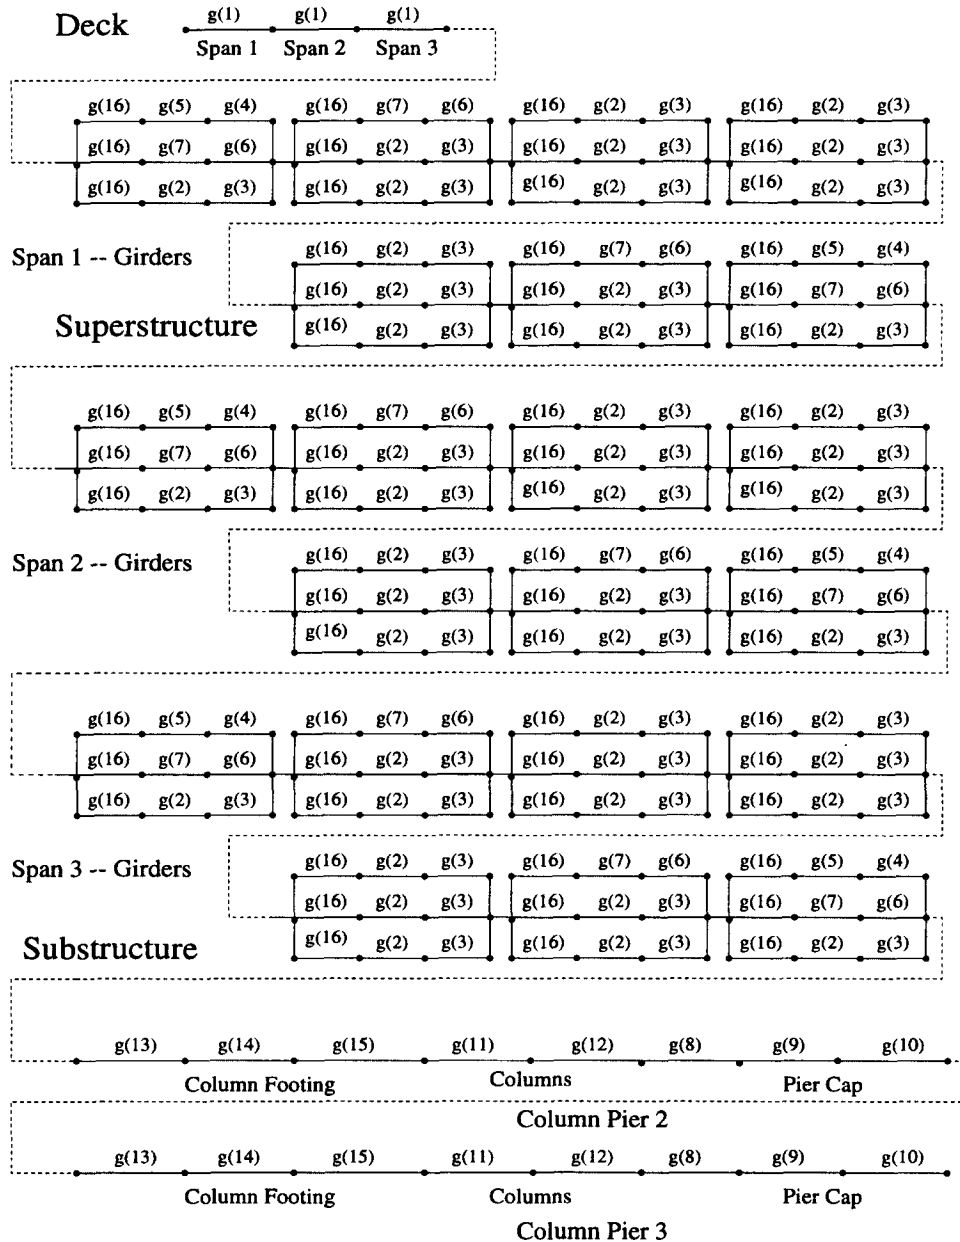 g(1) g(1) g(1)
Deck
Span 1 Span 2 Span 3
g(16) g(5) g(4) g(16) g(7) g(6) g(16) g(2) g(3) g(16) g(2) g(3)
g(16) g(7) g(6) g(16) g(2) g(3) g(16) g(2) g(3) g(16) g(2) g(3)
g(16) g(2) g(3) g(16) g(2) g(3) g(16) g(2) g(3) g(16) g(2) g(3)
Span 1 -- Girders
g(16) g(2) g(3) g(16) g(7) g(6) g(16) g(5) g(4)
g(16) g(2) g(3) g(16) g(2) g(3) g(16) g(7) g(6)
Superstructure
g(16) g(2) g(3) g(16) g(2) g(3) g(16) g(2) g(3)
g(16) g(5) g(4) g(16) g(7) g(6) g(16) g(2) g(3) g(16) g(2) g(3)
g(16) g(7) g(6) g(16) g(2) g(3) g(16) g(2) g(3) g(16) g(2) g(3)
g(16) g(2) g(3) g(16) g(2) g(3) g(16) g(2) g(3) g(16) g(2) g(3)
Span 2 -- Girders
g(16) g(2) g(3) g(16) g(7) g(6) g(16) g(5) g(4)
g(16) g(2) g(3) g(16) g(2) g(3) g(16) g(7) g(6)
g(16) g(2) g(3) g(16) g(2) g(3) g(16) g(2) g(3)
g(16) g(5) g(4) g(16) g(7) g(6) g(16) g(2) g(3) g(16) g(2) g(3)
g(16) g(7) g(6) g(16) g(2) g(3) g(16) g(2) g(3) g(16) g(2) g(3)
g(16) g(2) g(3) g(16) g(2) g(3) g(16) g(2) g(3) g(16) g(2) g(3)
Span 3 -- Girders
g(16) g(2) g(3) g(16) g(7) g(6) g(16) g(5) g(4)
g(16) g(2) g(3) g(16) g(2) g(3) g(16) g(7) g(6)
g(16) g(2) g(3) g(16) g(2) g(3) g(16) g(2) g(3)
Substructure
g(13) g(14) g(15) g(11) g(12) g(8) g(9) g(10)
Column Footing Columns Pier Cap
Column Pier 2
g(13) g(14) g(15) g(11) g(12) g(8) g(9) g(10)
Column Footing Columns Pier Cap
Column Pier 3